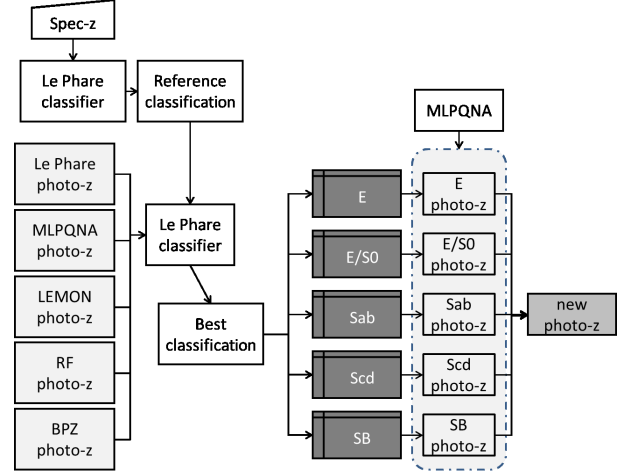 Spec-z
Le Phare
classifier
Reference
classification
MLPQNA
Le Phare
photo-z
MLPQNA
photo-z
LEMON
photo-z
RF
photo-z
BPZ
photo-z
Le Phare
classifier
Best
classification
E
E/S0
Sab
Scd
SB
E
photo-z
E/S0
photo-z
Sab
photo-z
Scd
photo-z
SB
photo-z
new
photo-z